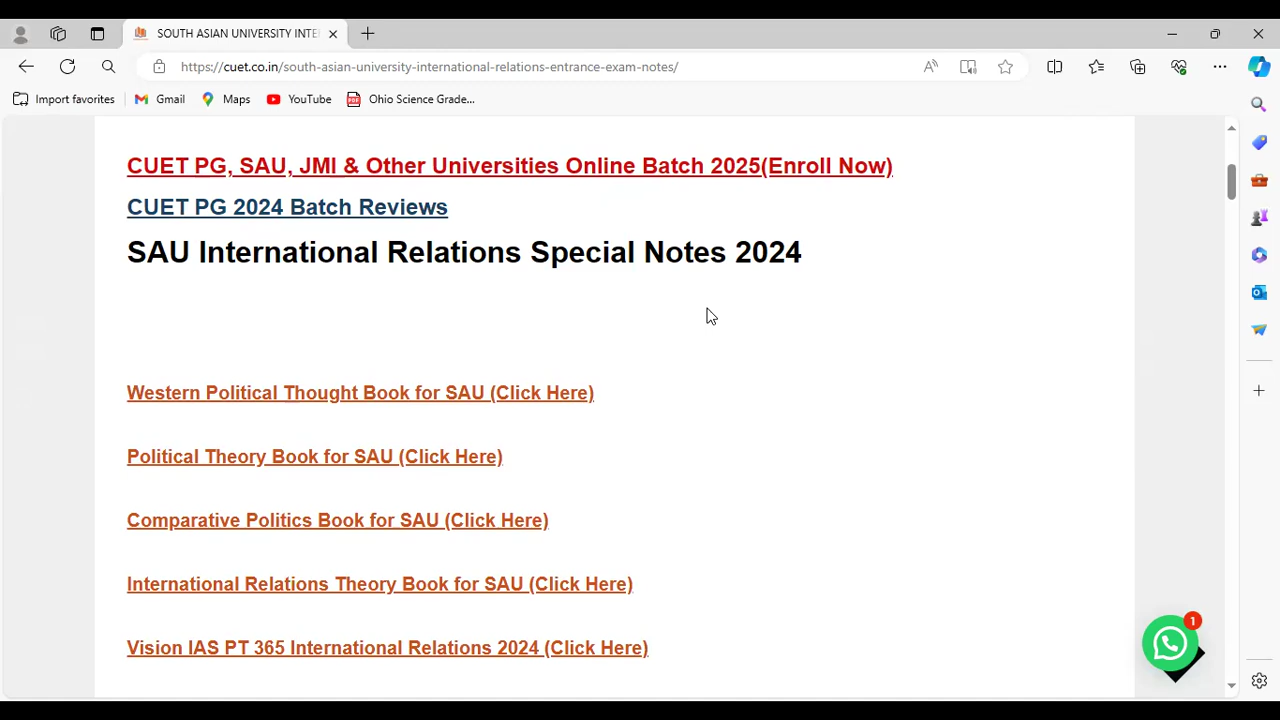 SOUTH ASIAN UNIVERSITY INTE
https://cuet.co.in/south-asian-university-international-relations-entrance-exam-notes/
Import favorites
Gmail
Maps
YouTube
PDF
Ohio Science Grade...
CUET PG, SAU, JMI & Other Universities Online Batch 2025(Enroll Now)
CUET PG 2024 Batch Reviews
SAU International Relations Special Notes 2024
Western Political Thought Book for SAU (Click Here)
Political Theory Book for SAU (Click Here)
Comparative Politics Book for SAU (Click Here)
International Relations Theory Book for SAU (Click Here)
Vision IAS PT 365 International Relations 2024 (Click Here)
1